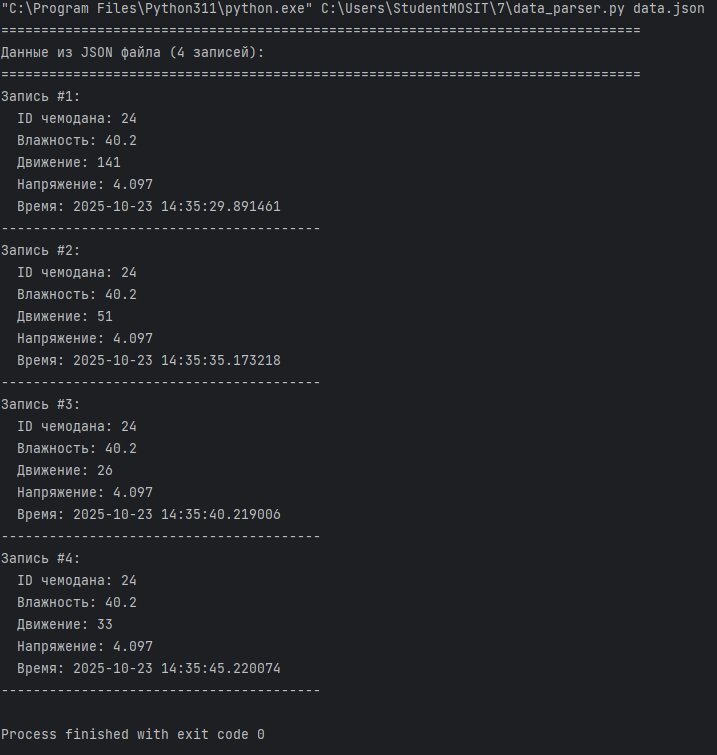 "C:\Program Files\Python311\python.exe" C:\Users\StudentMOSIT\7\data_parser.py data.json
================================================================================
Данные из JSON файла (4 записей):
================================================================================
Запись #1:
  ID чемодана: 24
  Влажность: 40.2
  Движение: 141
  Напряжение: 4.097
  Время: 2025-10-23 14:35:29.891461
----------------------------------------
Запись #2:
  ID чемодана: 24
  Влажность: 40.2
  Движение: 51
  Напряжение: 4.097
  Время: 2025-10-23 14:35:35.173218
----------------------------------------
Запись #3:
  ID чемодана: 24
  Влажность: 40.2
  Движение: 26
  Напряжение: 4.097
  Время: 2025-10-23 14:35:40.219006
----------------------------------------
Запись #4:
  ID чемодана: 24
  Влажность: 40.2
  Движение: 33
  Напряжение: 4.097
  Время: 2025-10-23 14:35:45.220074
----------------------------------------

Process finished with exit code 0